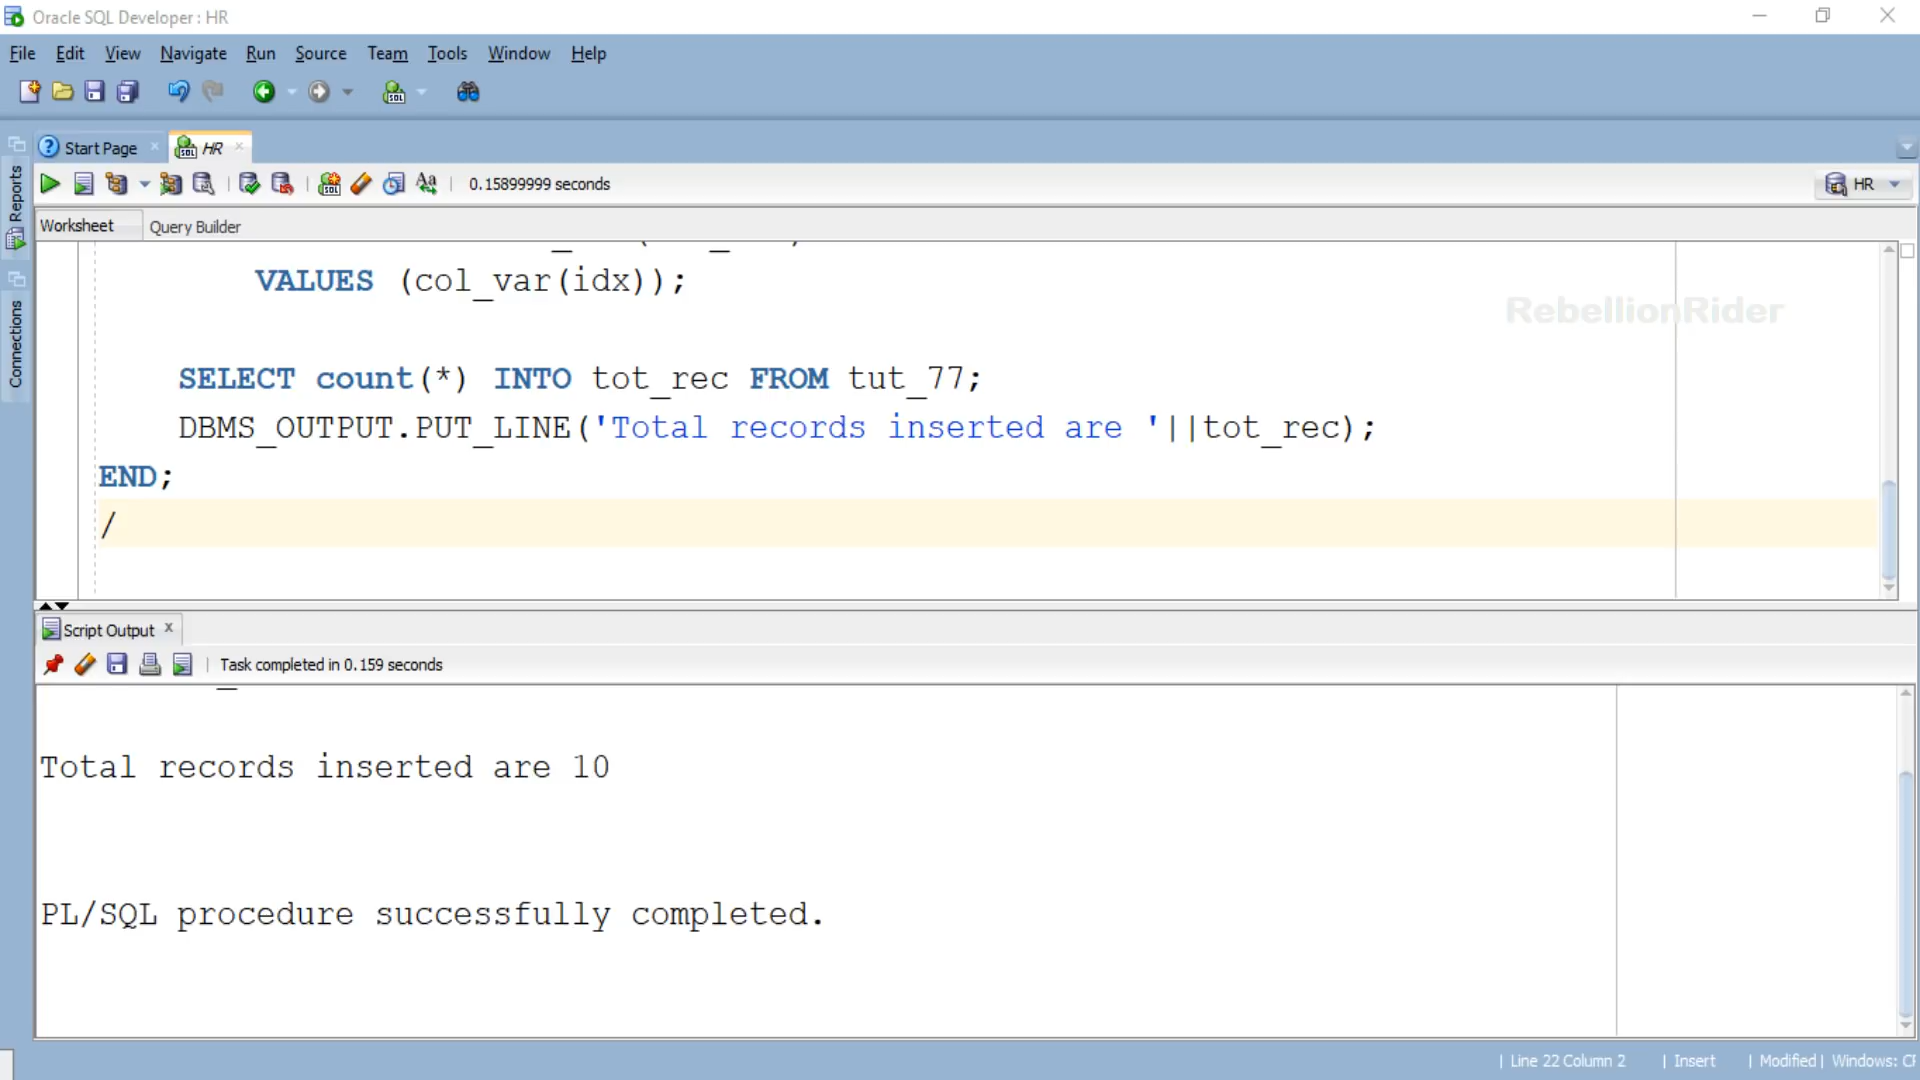 Oracle SQL Developer : HR
File Edit View Navigate Run Source Team Tools Window Help
SQL
Start Page HR
0.15899999 seconds
HR
Reports
Connections
Worksheet Query Builder
VALUES (col_var(idx));
RebellionRider
SELECT count(*) INTO tot_rec FROM tut_77;
DBMS_OUTPUT.PUT_LINE('Total records inserted are '||tot_rec);
END;
/
Script Output
Task completed in 0.159 seconds
Total records inserted are 10
PL/SQL procedure successfully completed.
| Line 22 Column 2 | Insert | Modified | Windows: